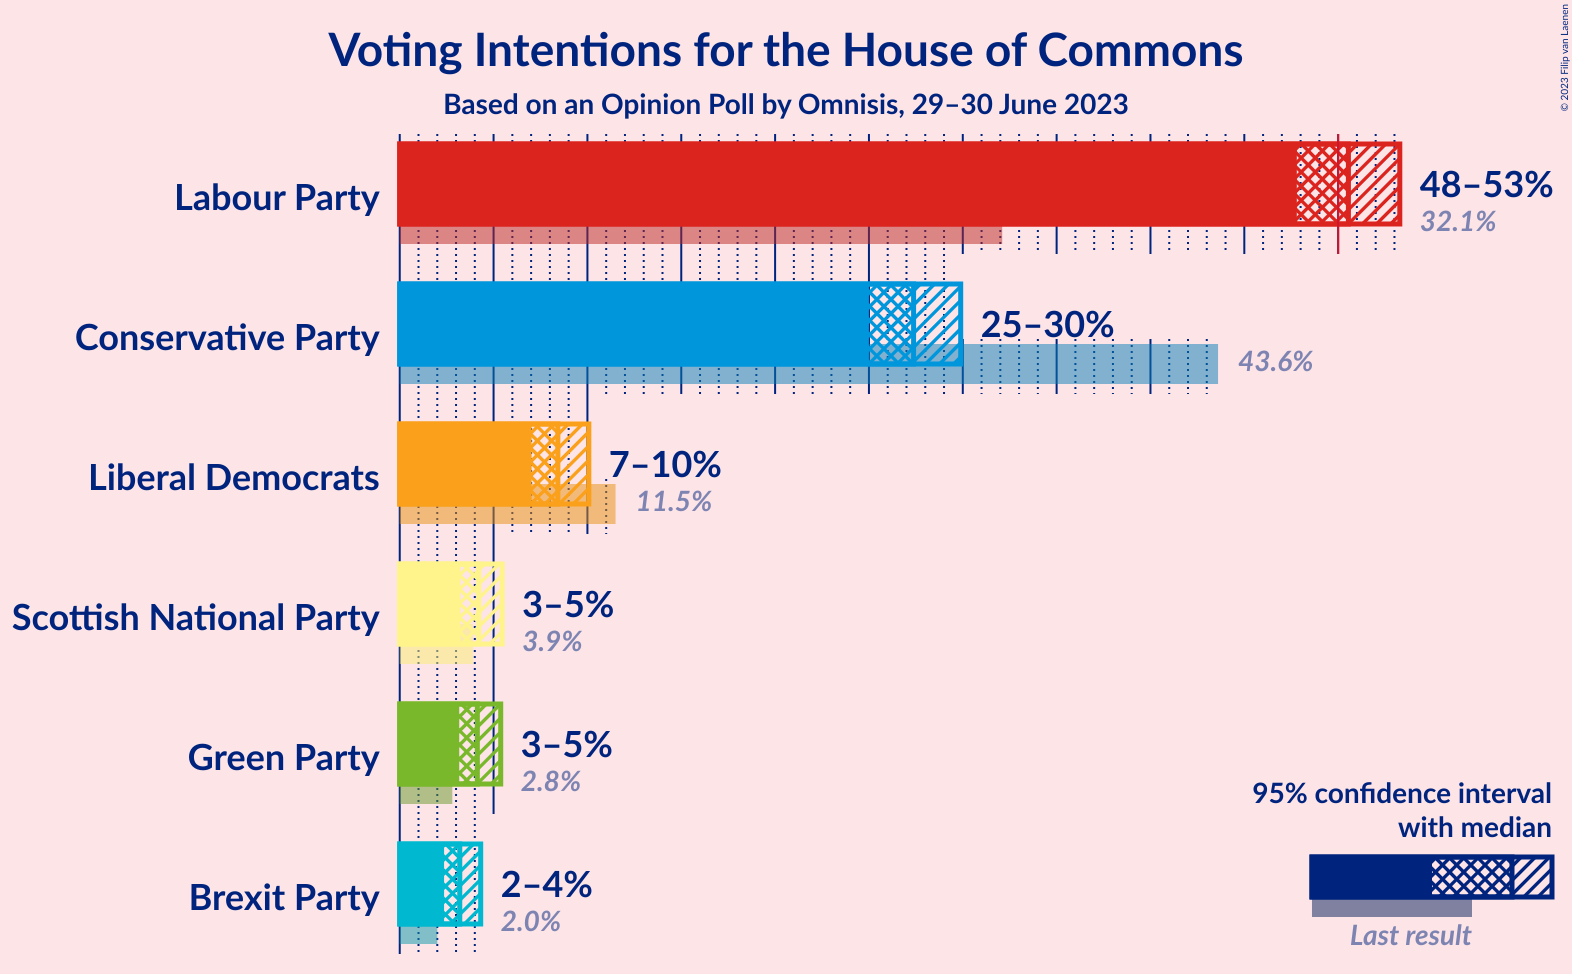 Voting Intentions for the House of Commons
Based on an Opinion Poll by Omnisis, 29–30 June 2023
© 2023 Filip van Laenen
Labour Party
48–53%
32.1%
Conservative Party
25–30%
43.6%
Liberal Democrats
7–10%
11.5%
Scottish National Party
3–5%
3.9%
Green Party
3–5%
2.8%
Brexit Party
2–4%
2.0%
95% confidence interval
with median
Last result